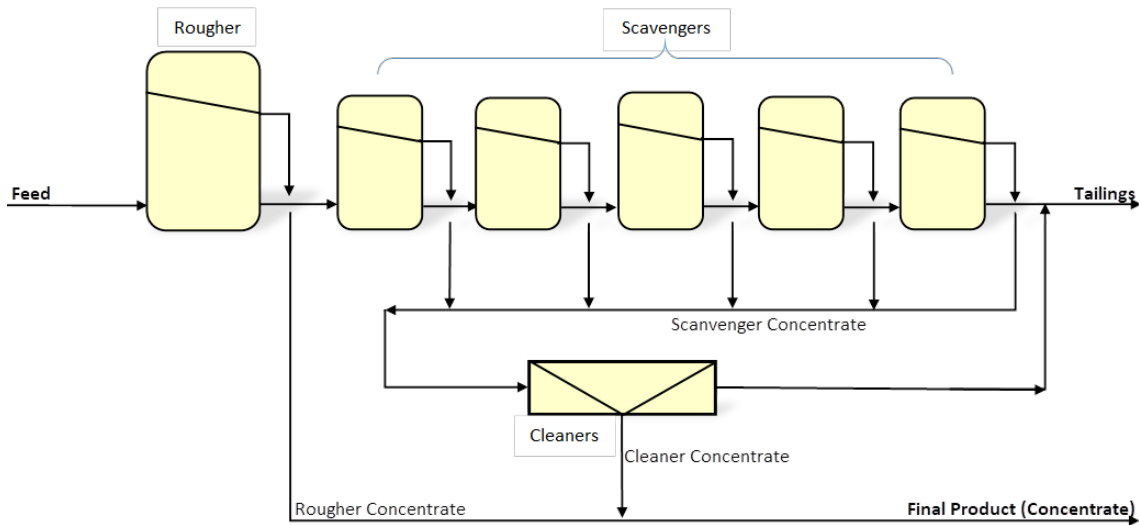 Rougher
Scavengers
Feed
Tailings
Scanvenger Concentrate
Cleaners
Cleaner Concentrate
Rougher Concentrate
Final Product (Concentrate)